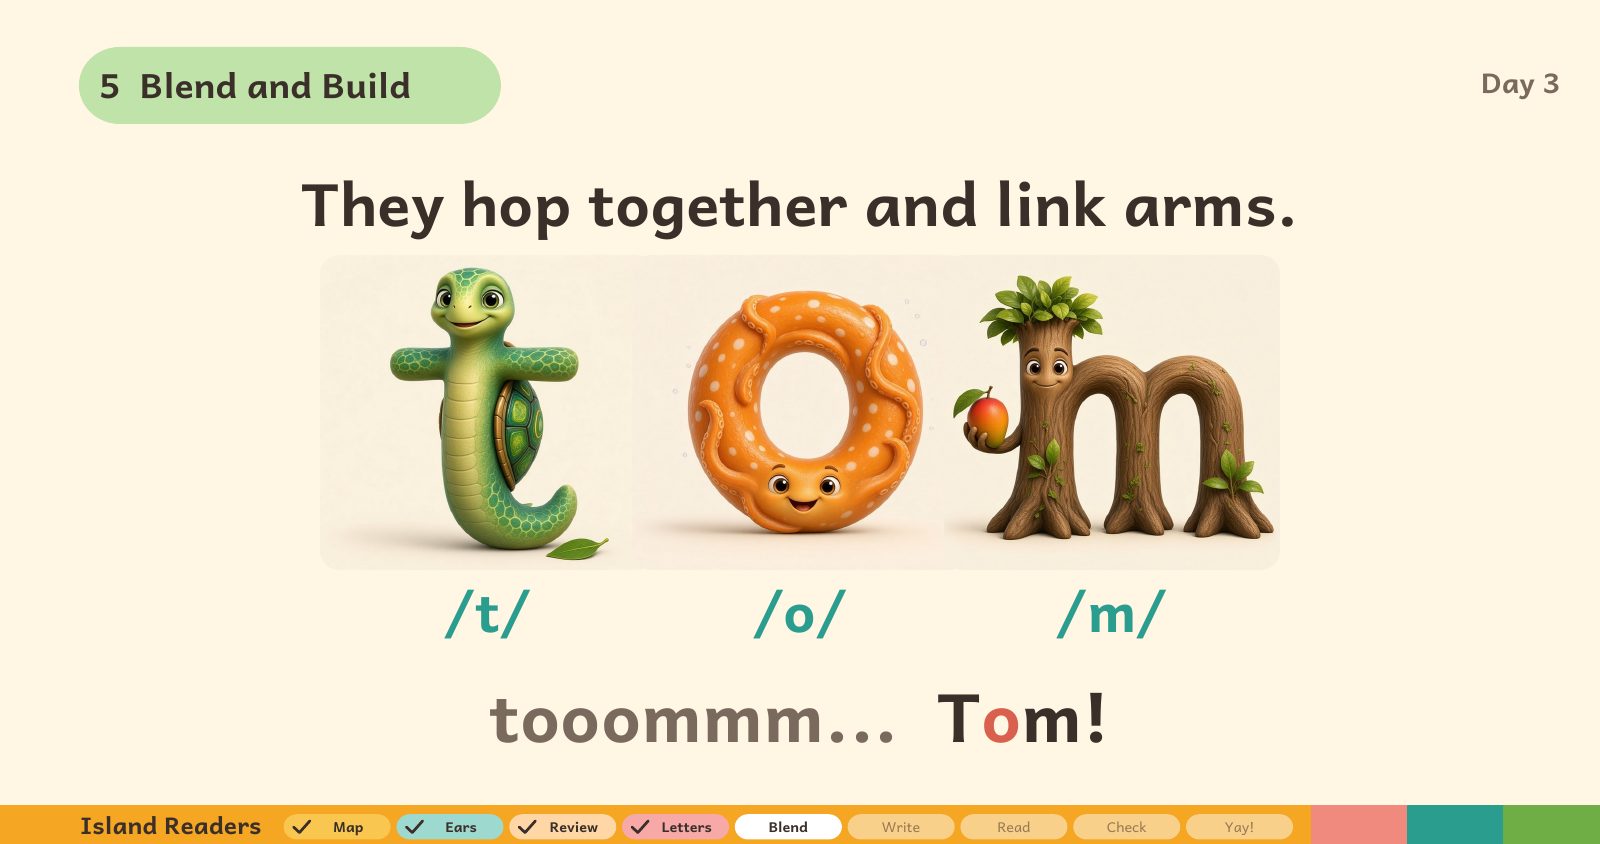 5 Blend and Build
Day 3
They hop together and link arms.
/t/ /o/ /m/
tooommm... Tom!
Island Readers Map Ears Review Letters Blend Write Read Check Yay!